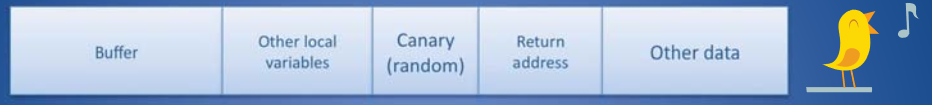 Buffer
Other local
variables
Canary
(random)
Return
address
Other data